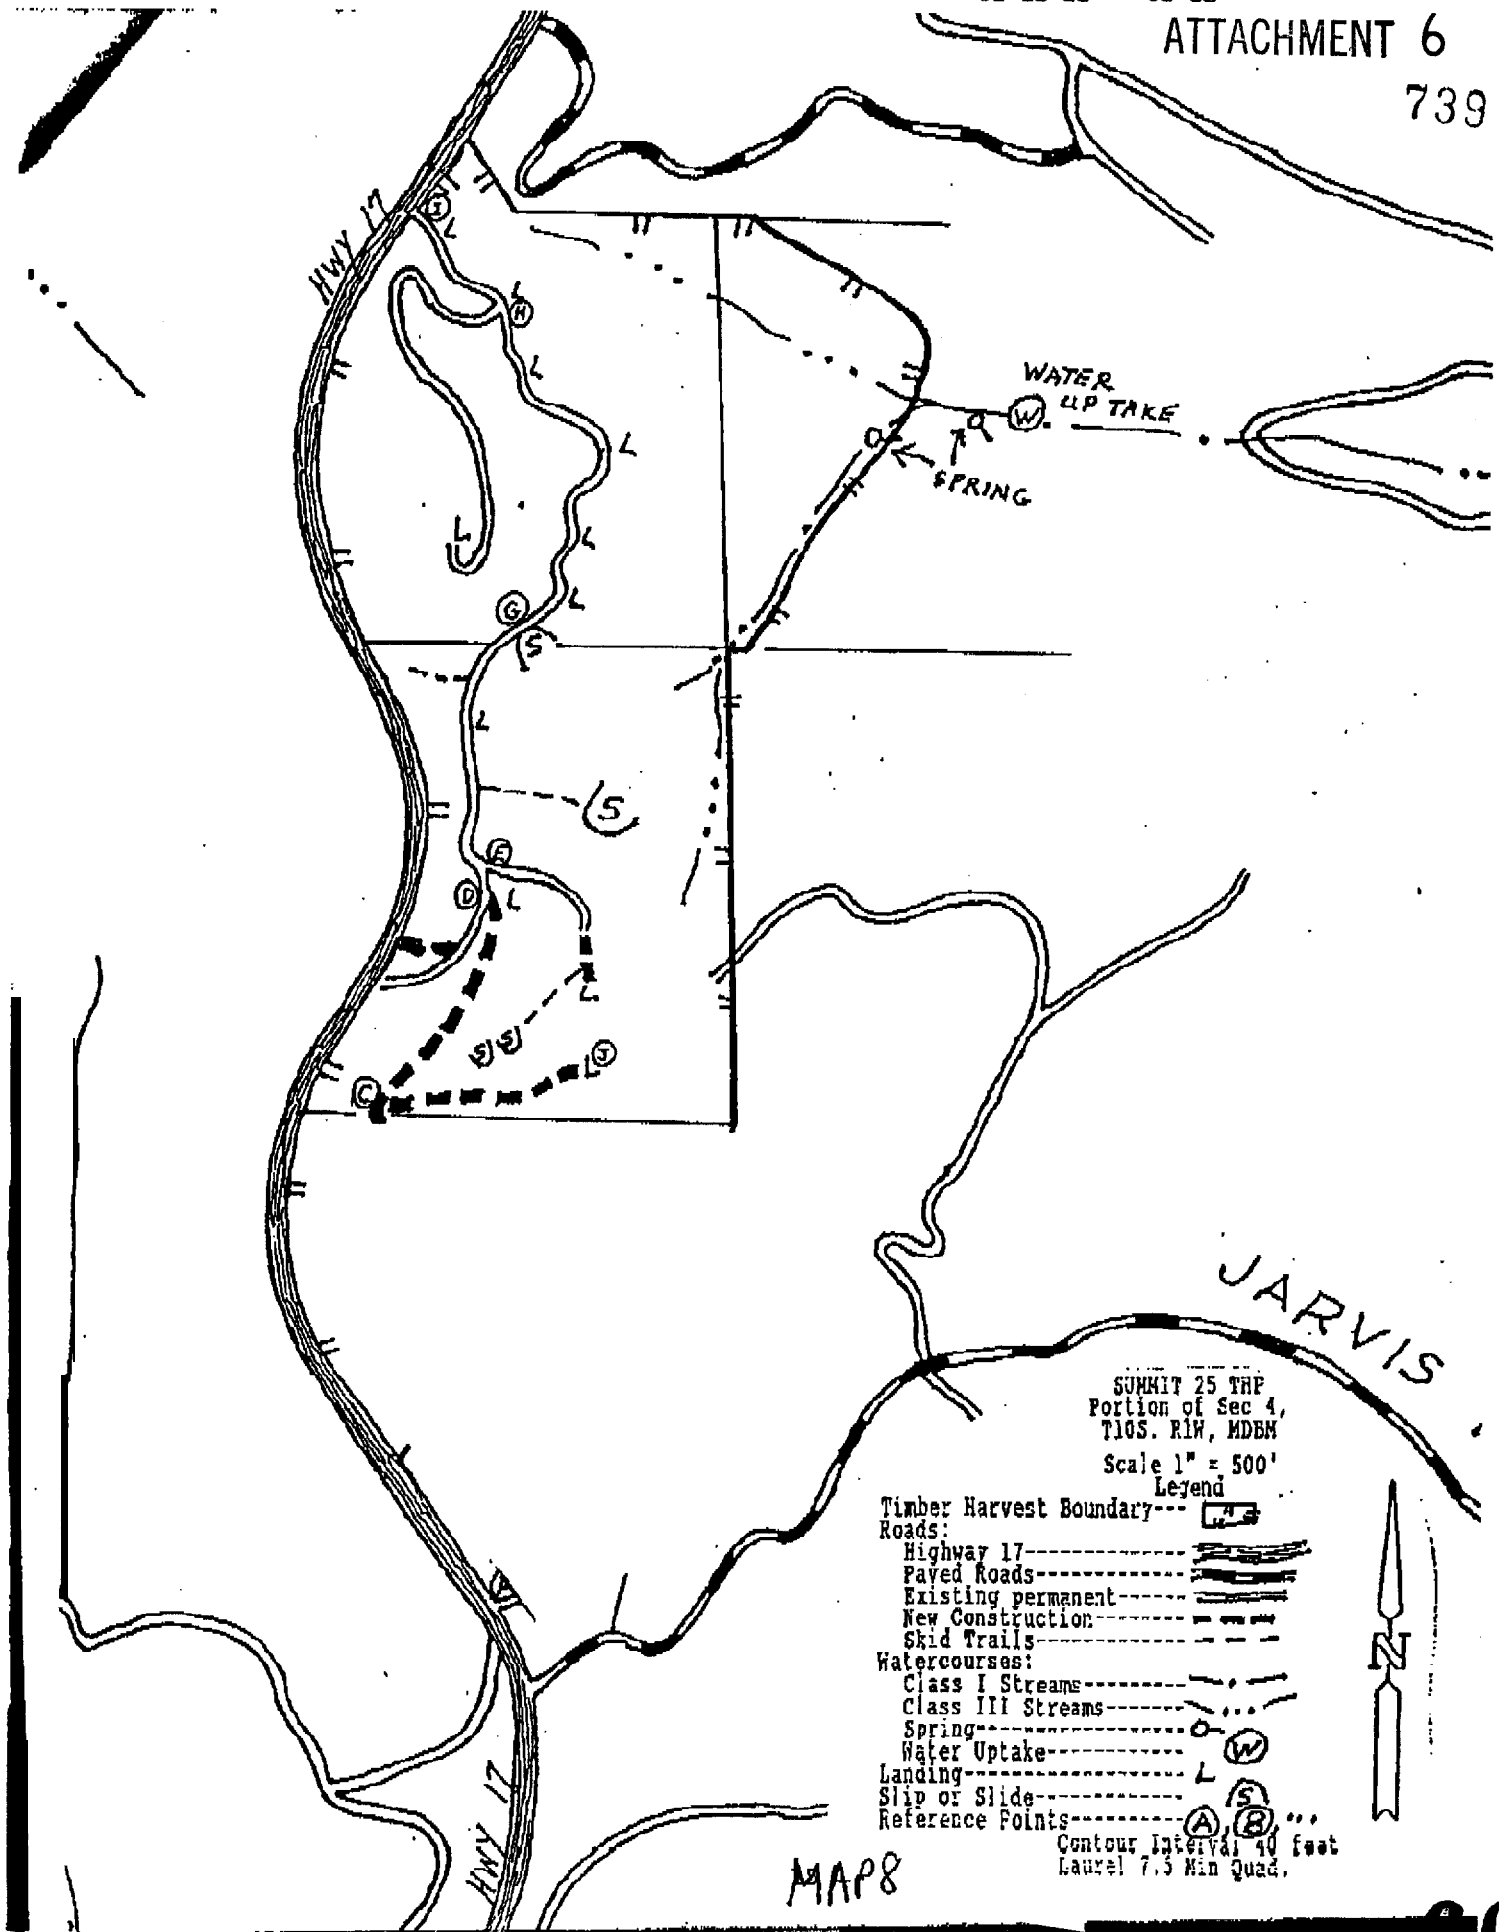 ATTACHMENT 6
739
HWY 17
I
L
L
H
L
L
L
L
L
G
S
L
S
E
D
L
L
S S
L J
C
WATER
UP TAKE
W
SPRING
JARVIS
SUMMIT 25 THP
Portion of Sec 4,
T10S. R1W, MDBM
Scale 1" = 500'
Legend
Timber Harvest Boundary---
Roads:
Highway 17---
Paved Roads---
Existing permanent---
New Construction---
Skid Trails---
Watercourses:
Class I Streams---
Class III Streams---
Spring---
Water Uptake--- W
Landing--- L
Slip or Slide--- S
Reference Points--- A, B, ...
Contour Interval 40 feet
Laurel 7.5 Min Quad.
N
HWY 17
MAP 8